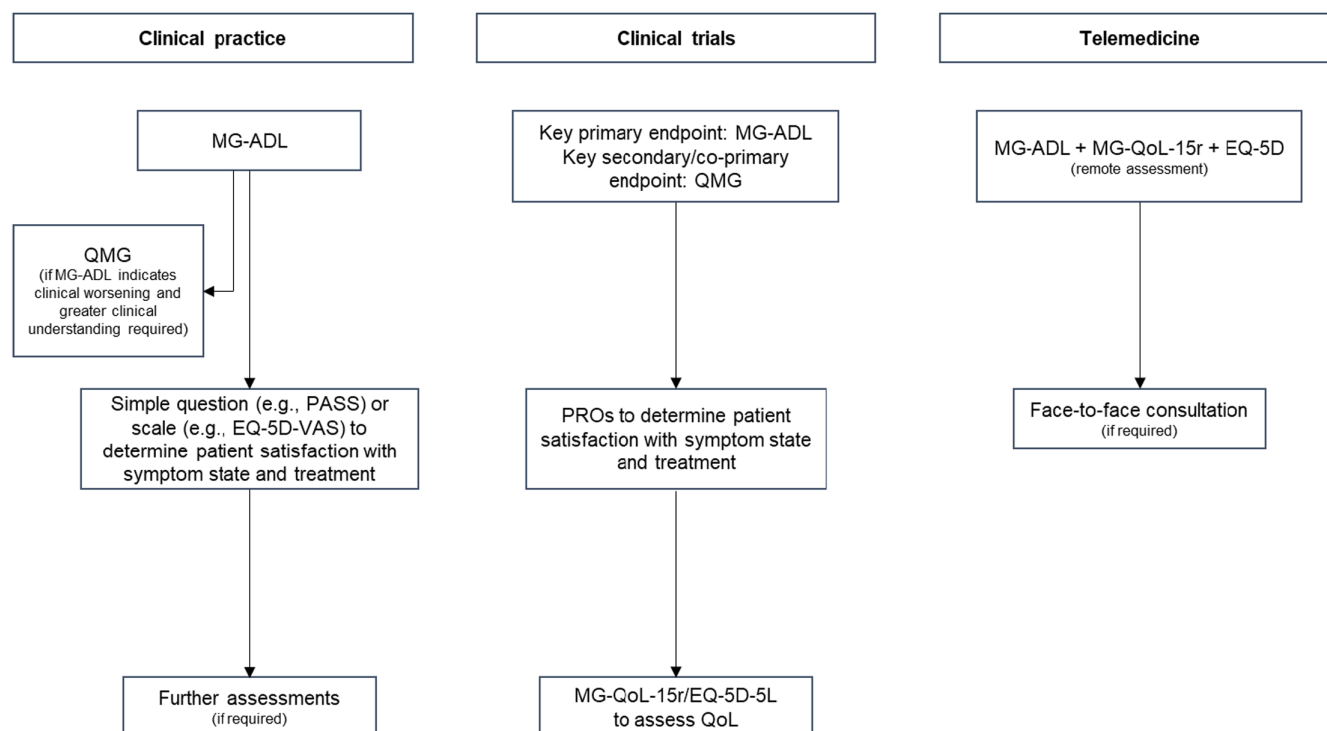 Clinical practice
MG-ADL
QMG
(if MG-ADL indicates
clinical worsening and
greater clinical
understanding required)
Simple question (e.g., PASS) or
scale (e.g., EQ-5D-VAS) to
determine patient satisfaction with
symptom state and treatment
Further assessments
(if required)
Clinical trials
Key primary endpoint: MG-ADL
Key secondary/co-primary
endpoint: QMG
PROs to determine patient
satisfaction with symptom state
and treatment
MG-QoL-15r/EQ-5D-5L
to assess QoL
Telemedicine
MG-ADL + MG-QoL-15r + EQ-5D
(remote assessment)
Face-to-face consultation
(if required)